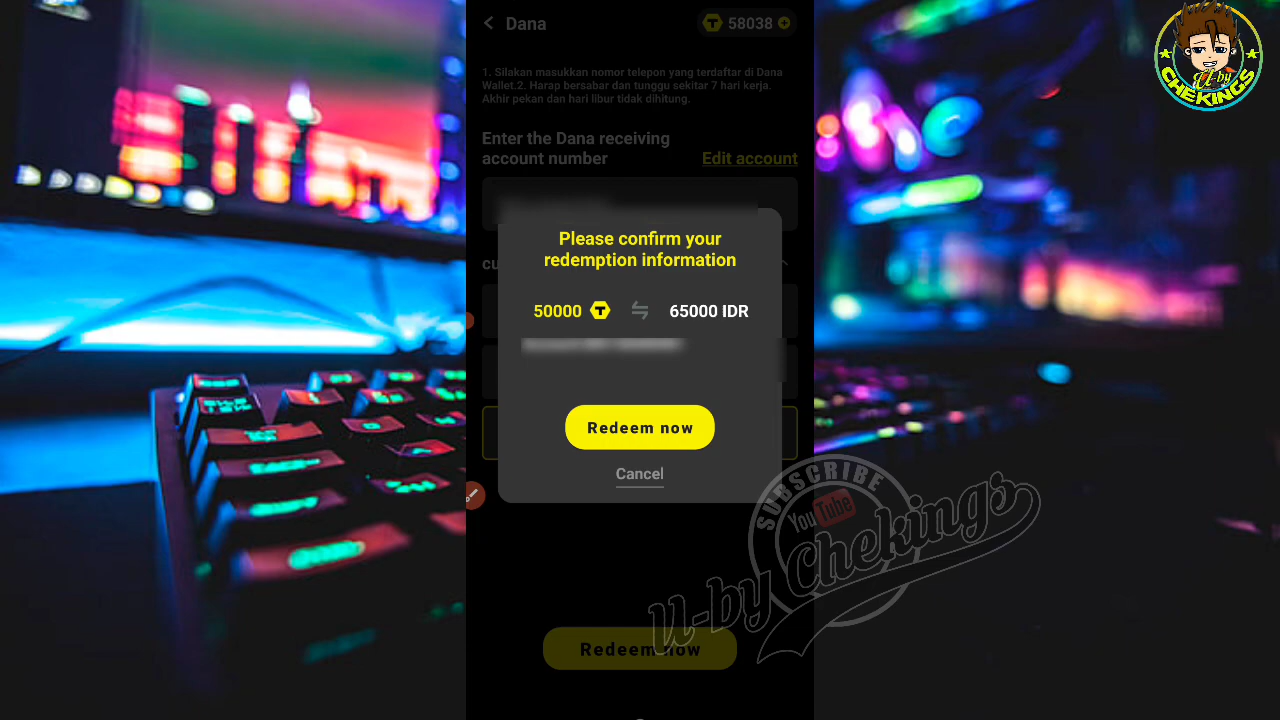 Dana
58038
1. Silakan masukkan nomor telepon yang terdaftar di Dana
Wallet.2. Harap bersabar dan tunggu sekitar 7 hari kerja.
Akhir pekan dan hari libur tidak dihitung.
Enter the Dana receiving
account number
Edit account
cu
Please confirm your
redemption information
50000 T 65000 IDR
Redeem now
Cancel
Redeem now
U-by
CHEKINGS
SUBSCRIBE
YouTube
U-by Chekings